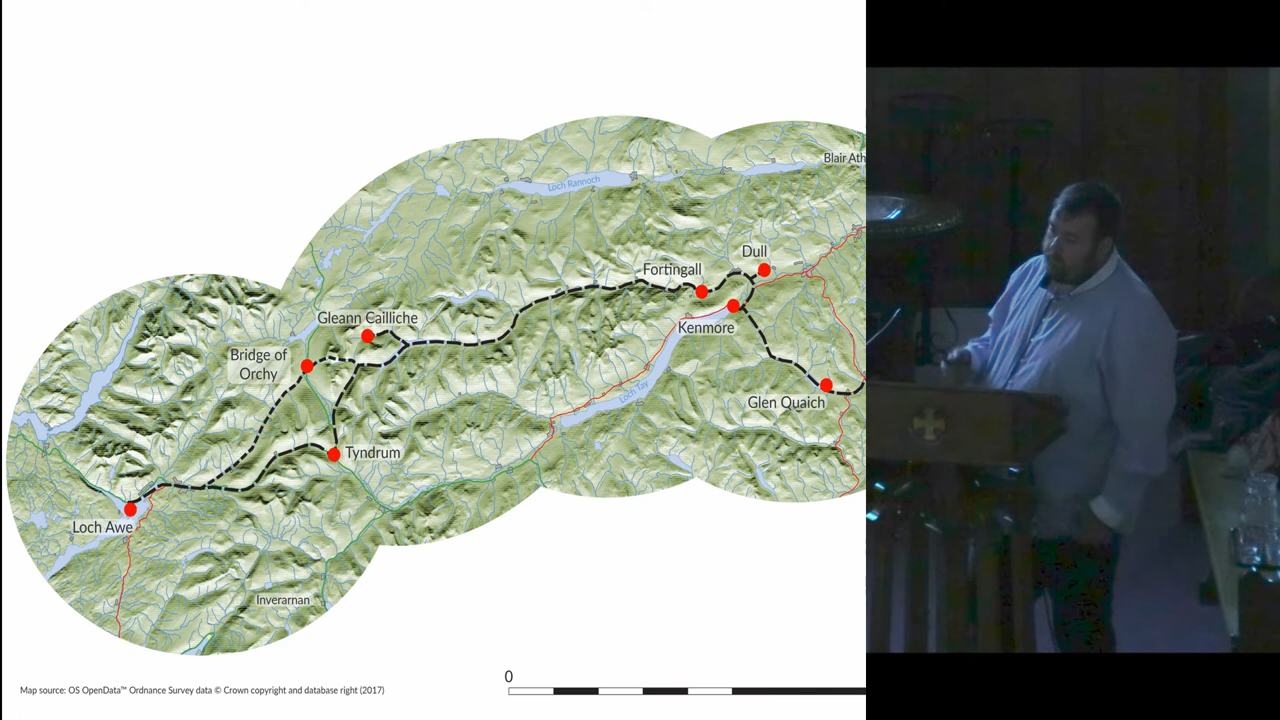 Loch Rannoch
Blair Ath
Dull
Fortingall
Gleann Cailliche
Kenmore
Bridge of
Orchy
Loch Tay
Glen Quaich
Tyndrum
Loch Awe
Inverarnan
0
Map source: OS OpenData™ Ordnance Survey data © Crown copyright and database right (2017)